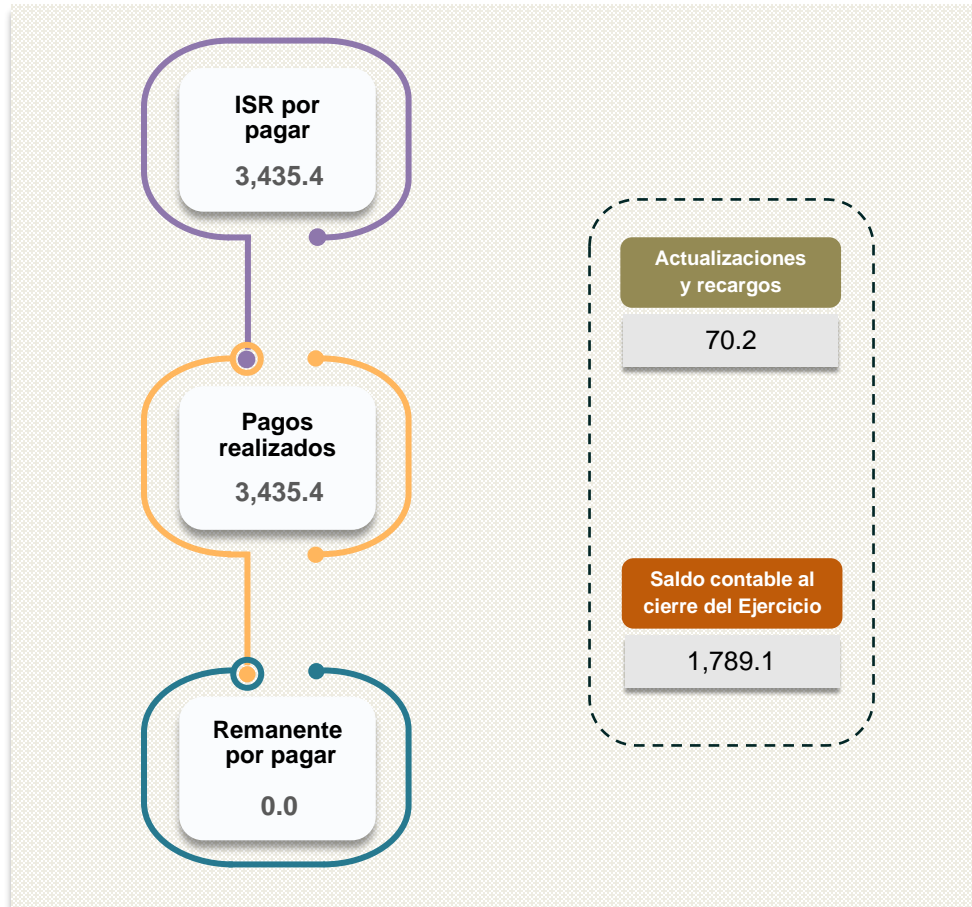 ISR por
pagar
3,435.4
Pagos
realizados
3,435.4
Remanente
por pagar
0.0
Actualizaciones
y recargos
70.2
Saldo contable al
cierre del Ejercicio
1,789.1